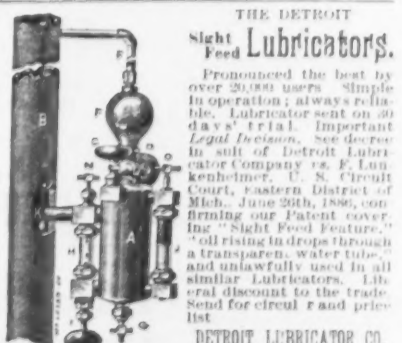 THE DETROIT
Sight
Feed Lubricators.
Pronounced the best by
over 20,000 users Simple
in operation; always relia-
ble. Lubricator sent on 30
days' trial. Important
Legal Decision. See decree
in suit of Detroit Lubri-
cator Company vs. F. Lun-
kenheimer. U. S. Circuit
Court, Eastern District of
Mich., June 26th, 1886, con-
firming our Patent cover-
ing "Sight Feed Feature,"
"oil rising in drops through
a transparen. water tube,"
and unlawfully used in all
similar Lubricators. Lib-
eral discount to the trade.
Send for circul r and price
list
DETROIT LUBRICATOR CO
B
F
F
C
D
N
A
H
J
G